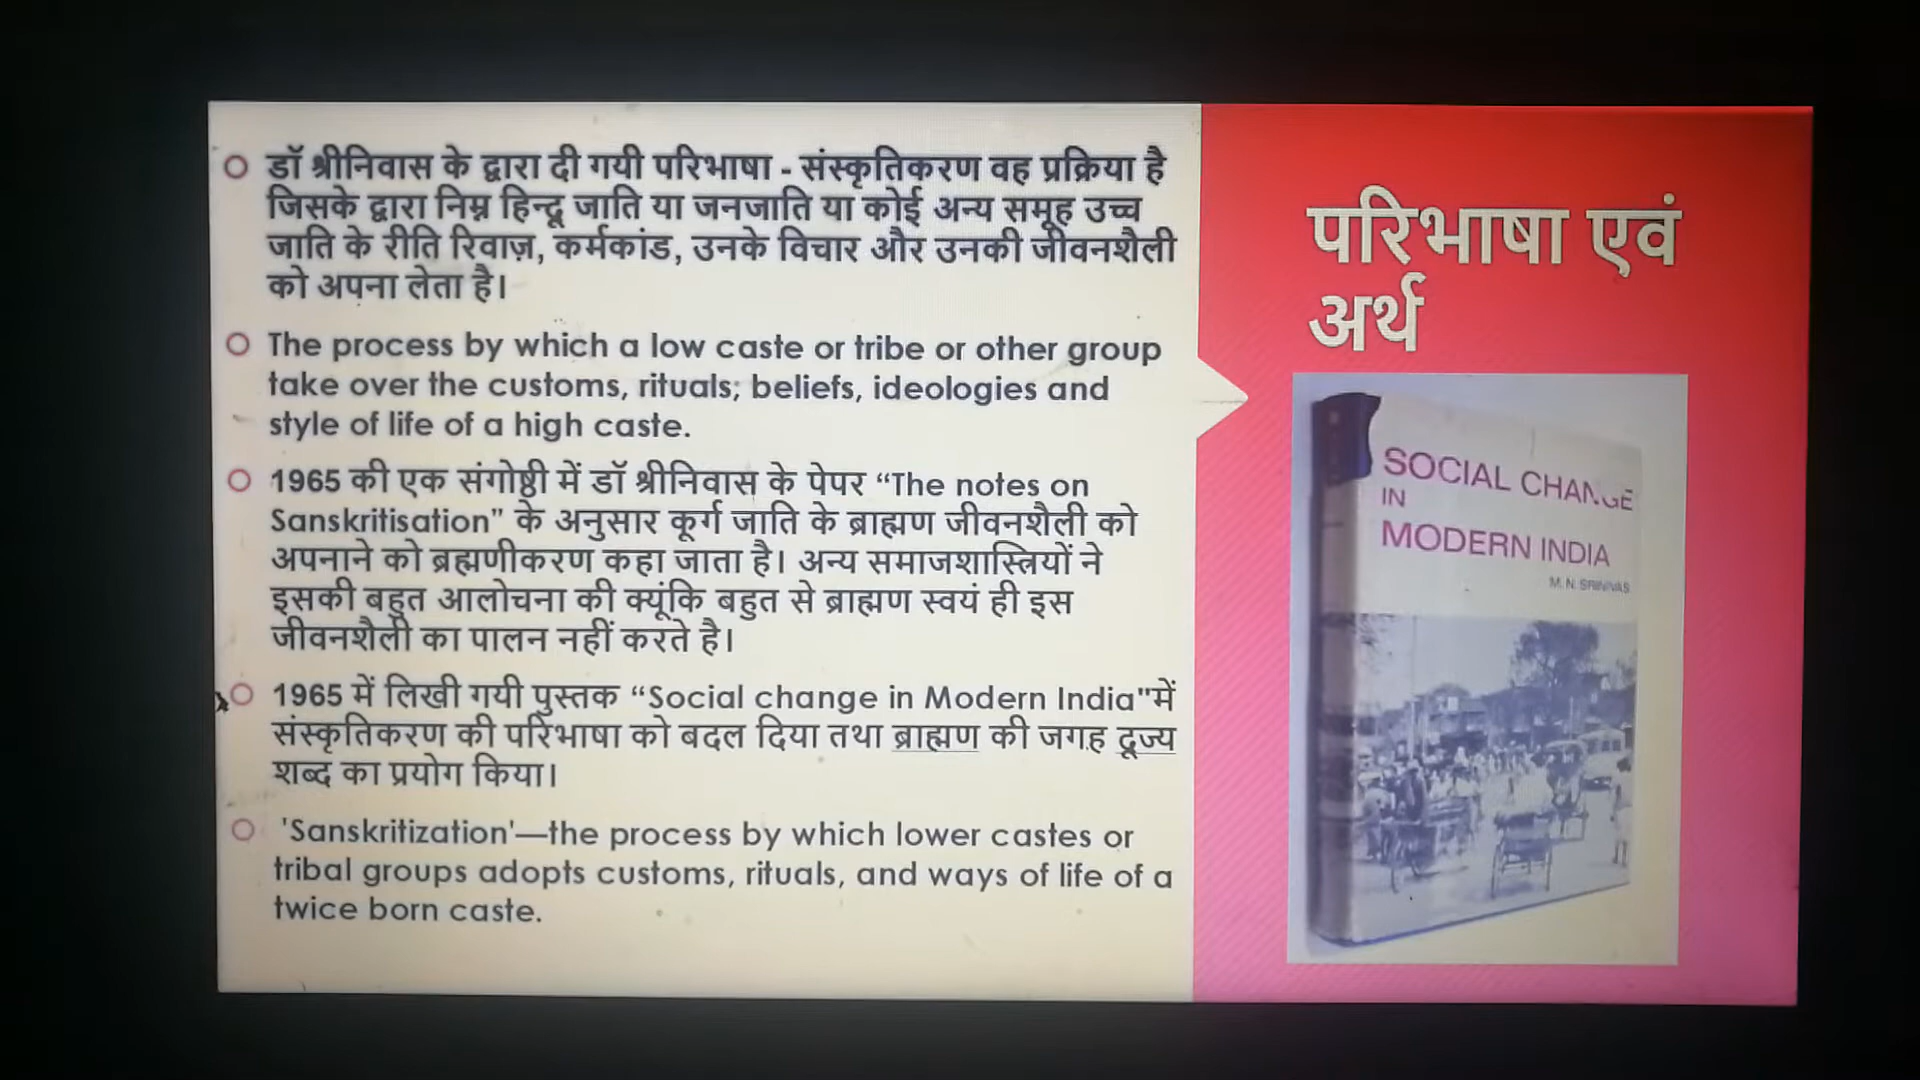 डॉ श्रीनिवास के द्वारा दी गयी परिभाषा - संस्कृतिकरण वह प्रक्रिया है
जिसके द्वारा निम्न हिन्दू जाति या जनजाति या कोई अन्य समूह उच्च
जाति के रीति रिवाज़, कर्मकांड, उनके विचार और उनकी जीवनशैली
को अपना लेता है।
The process by which a low caste or tribe or other group
take over the customs, rituals; beliefs, ideologies and
style of life of a high caste.
1965 की एक संगोष्ठी में डॉ श्रीनिवास के पेपर “The notes on
Sanskritisation” के अनुसार कूर्ग जाति के ब्राह्मण जीवनशैली को
अपनाने को ब्रह्मणीकरण कहा जाता है। अन्य समाजशास्त्रियों ने
इसकी बहुत आलोचना की क्यूंकि बहुत से ब्राह्मण स्वयं ही इस
जीवनशैली का पालन नहीं करते है।
1965 में लिखी गयी पुस्तक “Social change in Modern India"में
संस्कृतिकरण की परिभाषा को बदल दिया तथा ब्राह्मण की जगह दूज्य
शब्द का प्रयोग किया।
'Sanskritization'—the process by which lower castes or
tribal groups adopts customs, rituals, and ways of life of a
twice born caste.
परिभाषा एवं
अर्थ
SOCIAL CHANGE
IN
MODERN INDIA
M. N. SRINIVAS